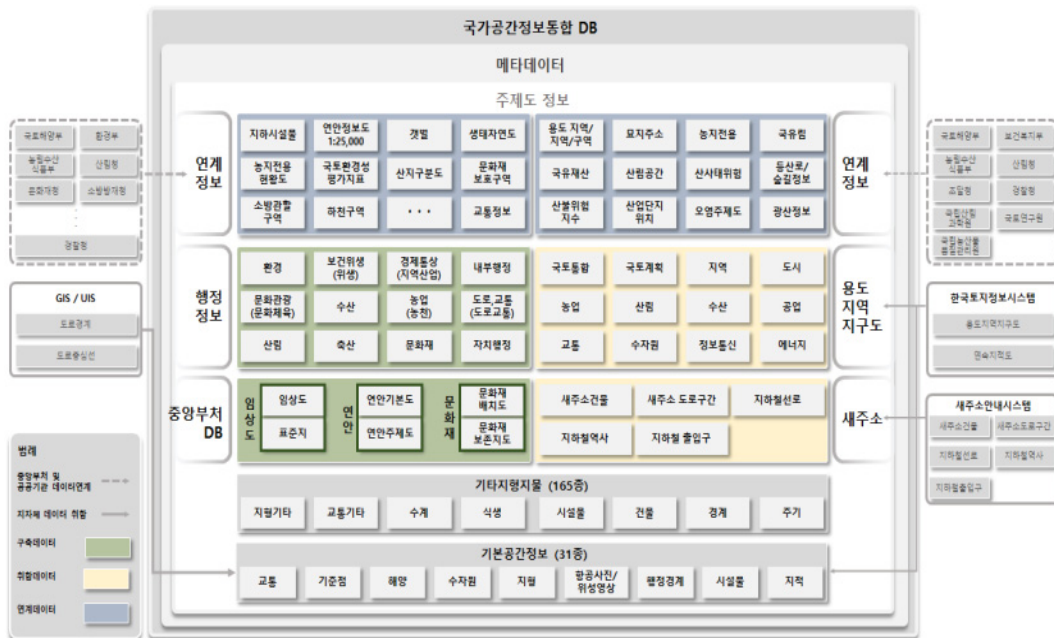 국가공간정보통합 DB
메타데이터
주제도 정보
국토해양부
환경부
농림수산
식품부
산림청
문화재청
소방방재청
경찰청
연계
정보
지하시설물
연안정보도
1:25,000
갯벌
생태자연도
농지전용
현황도
국토환경성
평가지표
산지구분도
문화재
보호구역
소방관할
구역
하천구역
• • •
교통정보
용도 지역/
지역/구역
묘지주소
농지전용
국유림
국유재산
산림공간
산사태위험
등산로/
숲길정보
산불위험
지수
산업단지
위치
오염주제도
광산정보
연계
정보
국토해양부
보건복지부
농림수산
식품부
산림청
조달청
경찰청
국립산림
과학원
국토연구원
국립농산물
품질관리원
GIS / UIS
도로경계
도로중심선
행정
정보
환경
보건위생
(위생)
경제통상
(지역산업)
내부행정
문화관광
(문화체육)
수산
농업
(농천)
도로,교통
(도로교통)
산림
축산
문화재
자치행정
국토통합
국토계획
지역
도시
농업
산림
수산
공업
교통
수자원
정보통신
에너지
용도
지역
지구도
한국토지정보시스템
용도지역지구도
연속지적도
중앙부처
DB
임상도
임상도
표준지
연안
연안기본도
연안주제도
문화재
문화재
배치도
문화재
보존지도
새주소건물
새주소 도로구간
지하철선로
지하철역사
지하철 출입구
새주소
새주소안내시스템
새주소건물
새주소도로구간
지하철선로
지하철역사
지하철출입구
범례
중앙부처 및
공공기관 데이터연계
지자체 데이터 취합
구축데이터
취합데이터
연계데이터
기타지형지물 (165종)
지형기타
교통기타
수계
식생
시설물
건물
경계
주기
기본공간정보 (31종)
교통
기준점
해양
수자원
지형
항공사진/
위성영상
행정경계
시설물
지적